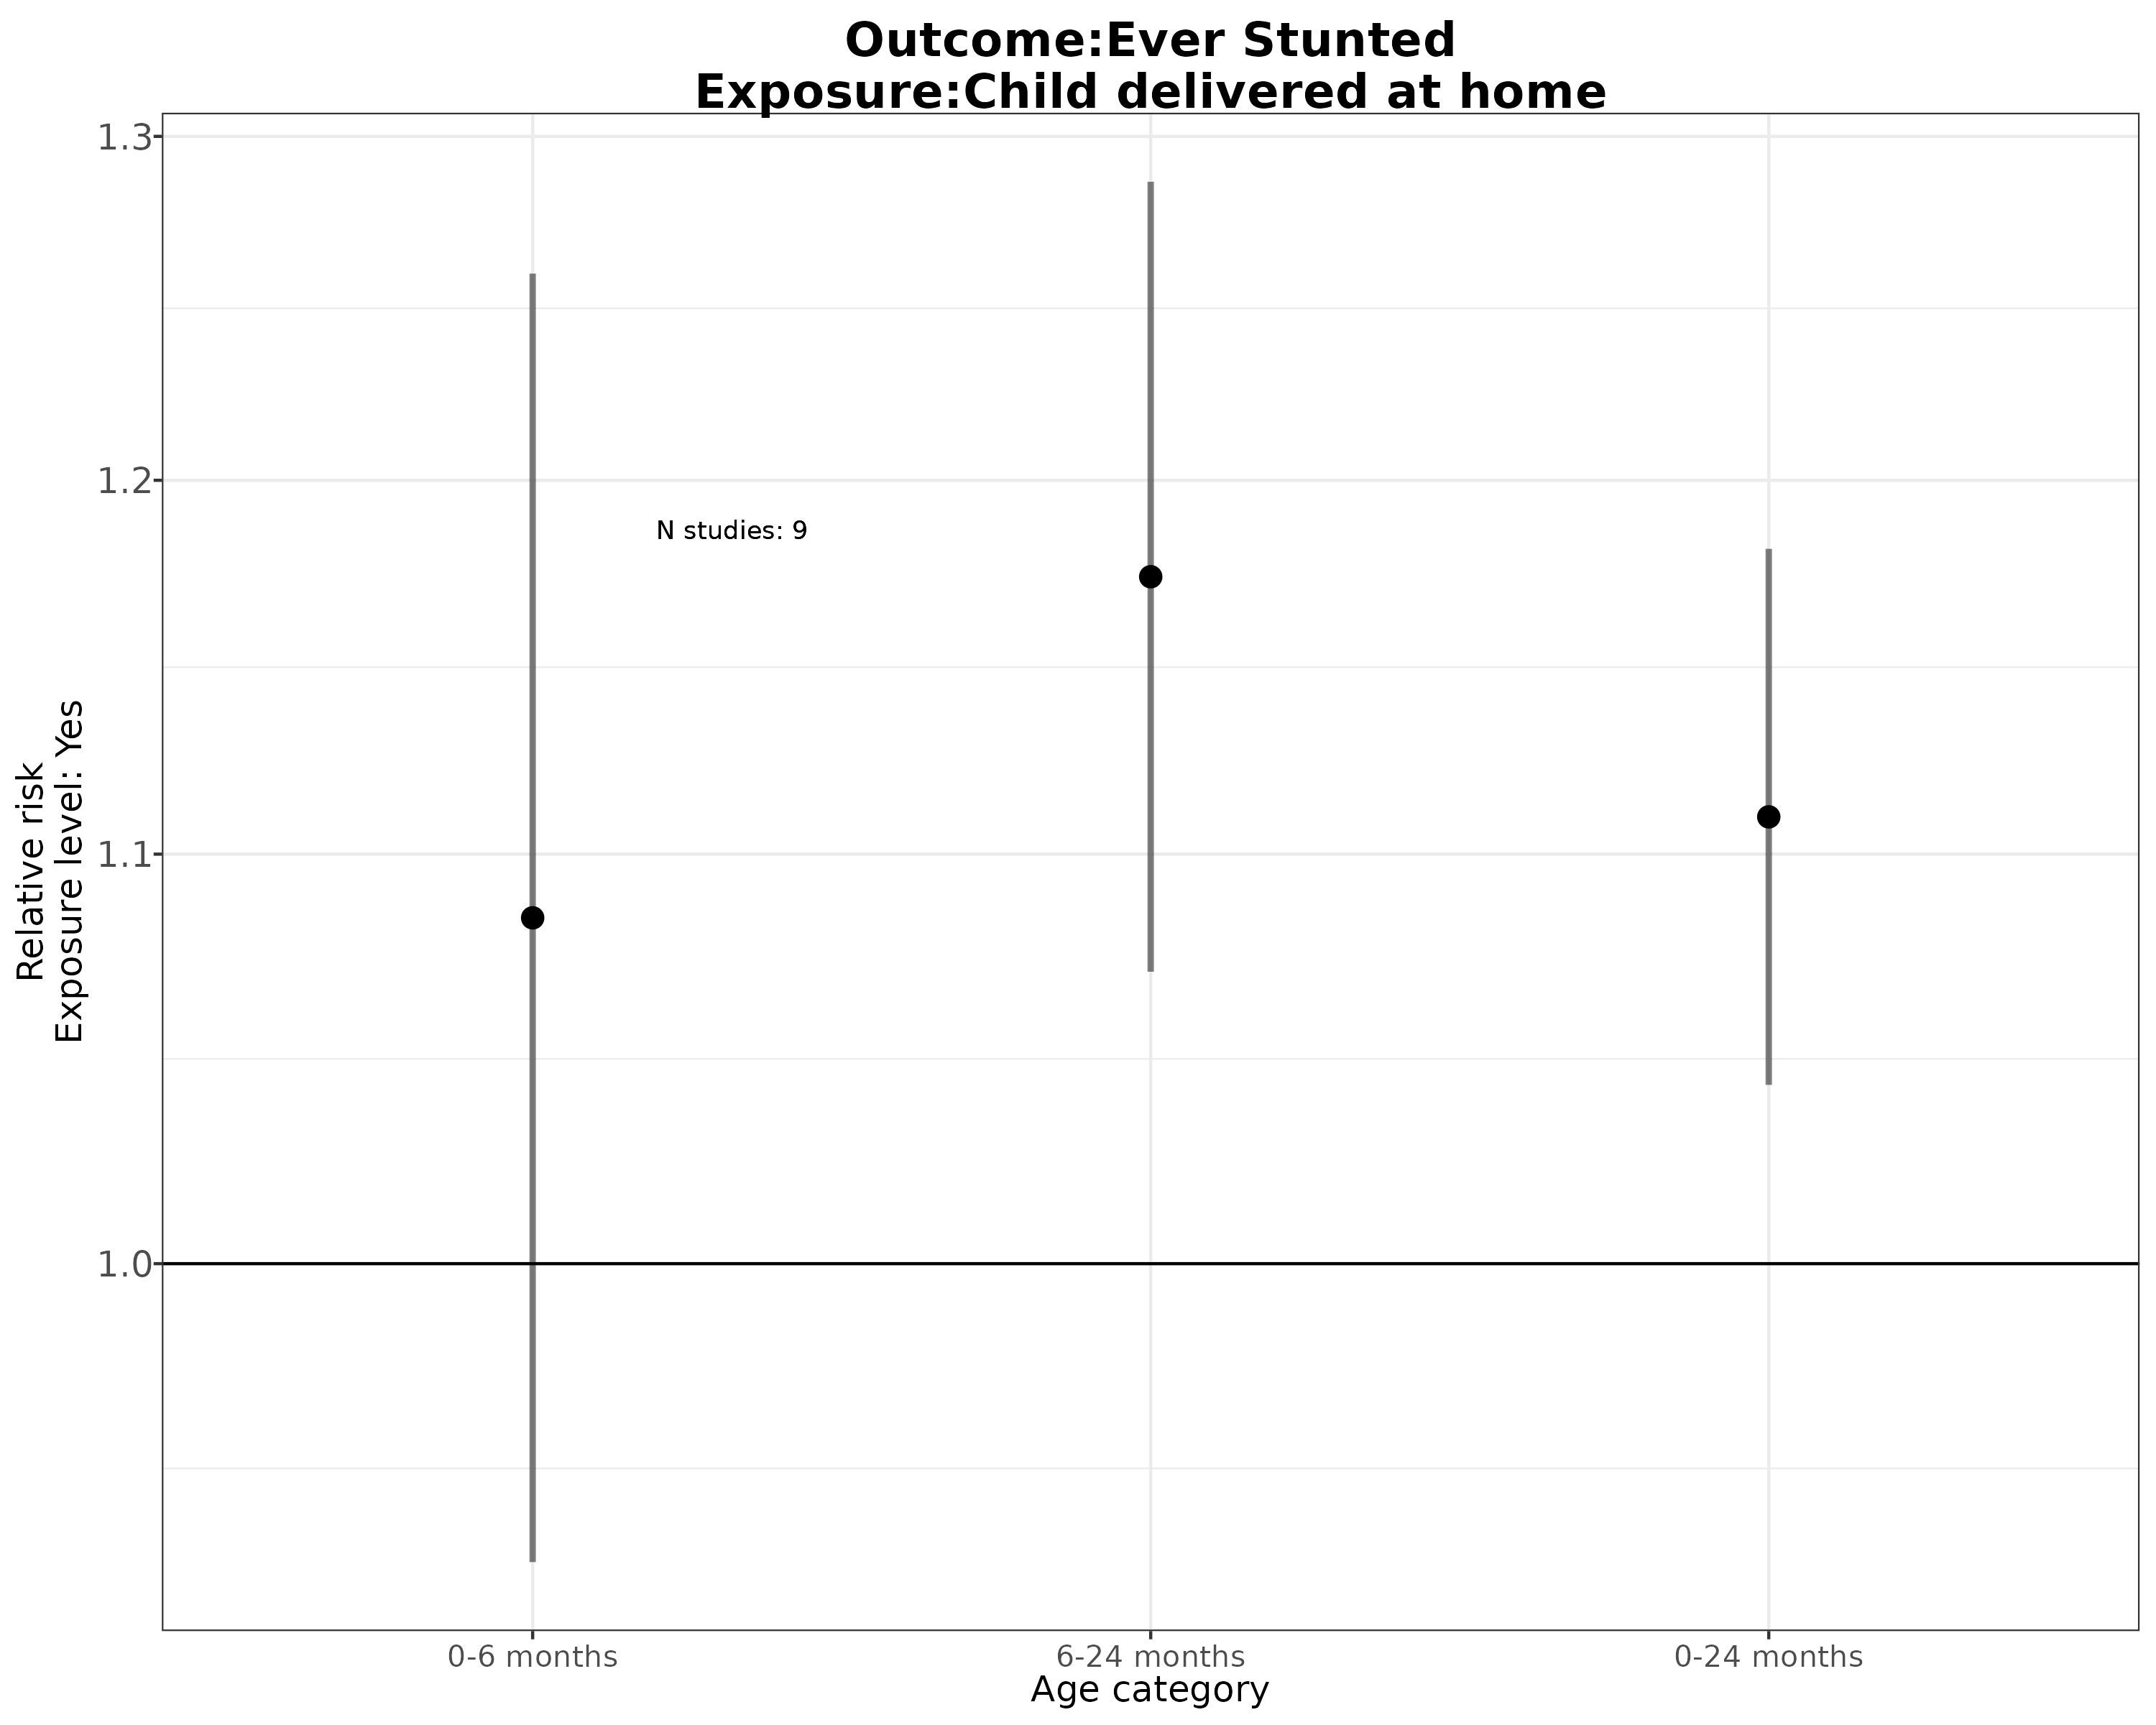 Outcome:Ever Stunted
Exposure:Child delivered at home
Relative risk
Exposure level: Yes
1.3
1.2
1.1
1.0
N studies: 9
0-6 months
6-24 months
0-24 months
Age category